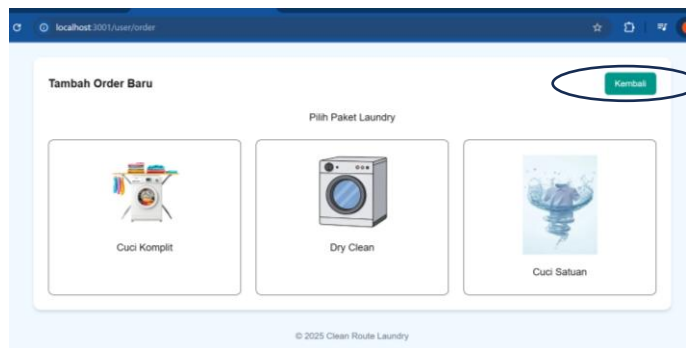 localhost:3001/user/order
Tambah Order Baru
Kembali
Pilih Paket Laundry
Cuci Komplit
Dry Clean
Cuci Satuan
© 2025 Clean Route Laundry